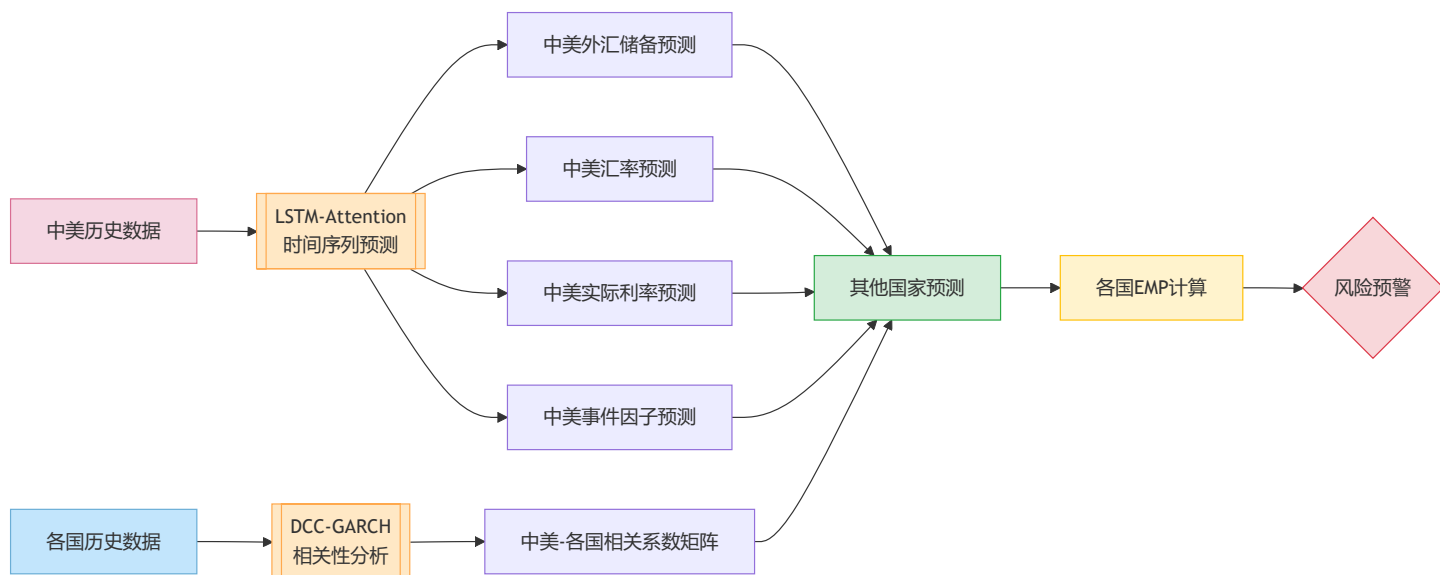 中美外汇储备预测
中美汇率预测
中美历史数据
LSTM-Attention
时间序列预测
中美实际利率预测
其他国家预测
各国EMP计算
风险预警
中美事件因子预测
各国历史数据
DCC-GARCH
相关性分析
中美-各国相关系数矩阵